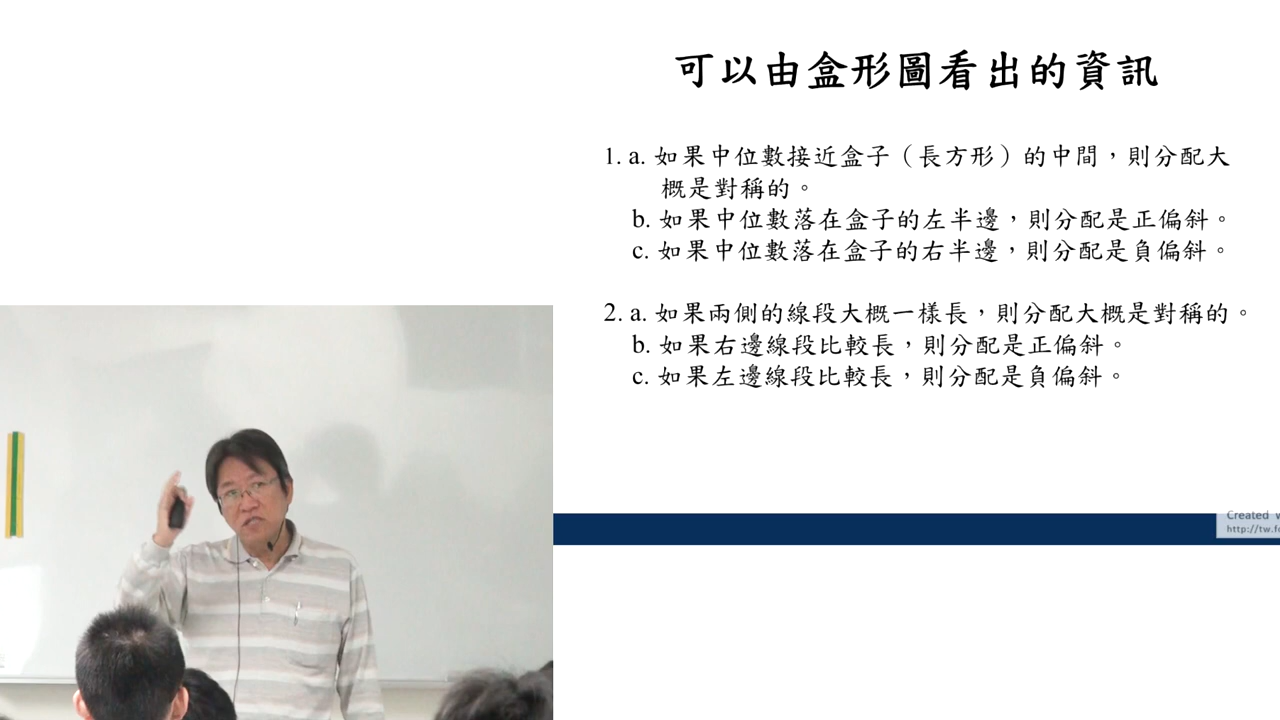 可以由盒形圖看出的資訊
1. a. 如果中位數接近盒子（長方形）的中間，則分配大
概是對稱的。
b. 如果中位數落在盒子的左半邊，則分配是正偏斜。
c. 如果中位數落在盒子的右半邊，則分配是負偏斜。
2. a. 如果兩側的線段大概一樣長，則分配大概是對稱的。
b. 如果右邊線段比較長，則分配是正偏斜。
c. 如果左邊線段比較長，則分配是負偏斜。
Created
http://tw.fo